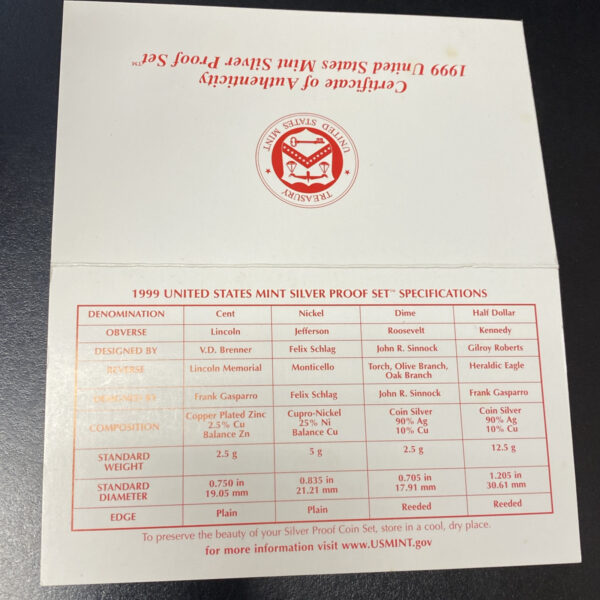 1999 United States Mint Silver Proof Set™
Certificate of Authenticity
UNITED STATES MINT
TREASURY
1999 UNITED STATES MINT SILVER PROOF SET™ SPECIFICATIONS
DENOMINATION Cent Nickel Dime Half Dollar
OBVERSE Lincoln Jefferson Roosevelt Kennedy
DESIGNED BY V.D. Brenner Felix Schlag John R. Sinnock Gilroy Roberts
REVERSE Lincoln Memorial Monticello Torch, Olive Branch, Heraldic Eagle
Oak Branch
DESIGNED BY Frank Gasparro Felix Schlag John R. Sinnock Frank Gasparro
COMPOSITION Copper Plated Zinc Cupro-Nickel Coin Silver Coin Silver
2.5% Cu 25% Ni 90% Ag 90% Ag
Balance Zn Balance Cu 10% Cu 10% Cu
STANDARD 2.5 g 5 g 2.5 g 12.5 g
WEIGHT
STANDARD 0.750 in 0.835 in 0.705 in 1.205 in
DIAMETER 19.05 mm 21.21 mm 17.91 mm 30.61 mm
EDGE Plain Plain Reeded Reeded
To preserve the beauty of your Silver Proof Coin Set, store in a cool, dry place.
for more information visit www.USMINT.gov